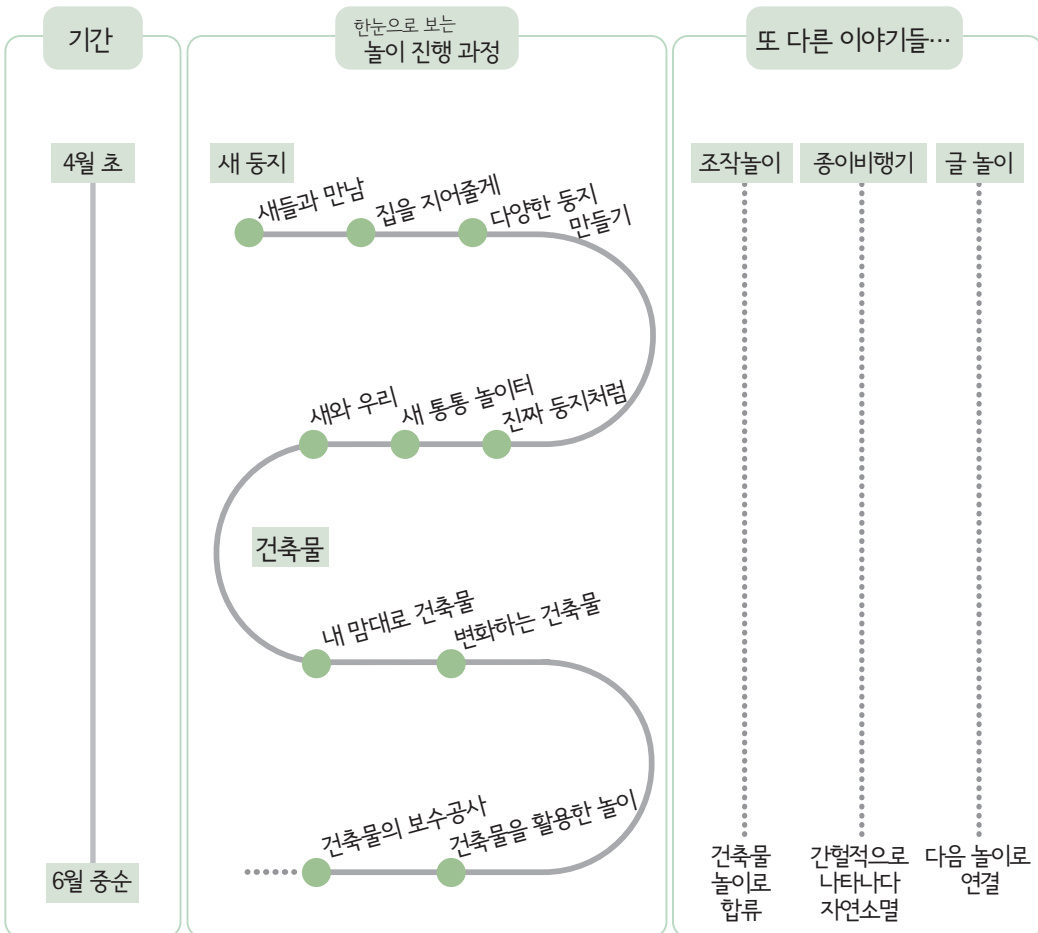 기간
한눈으로 보는
놀이 진행 과정
또 다른 이야기들…
4월 초
6월 중순
새 둥지
새들과 만남
집을 지어줄게
다양한 둥지
만들기
진짜 둥지처럼
새 통통 놀이터
새와 우리
건축물
내 맘대로 건축물
변화하는 건축물
건축물을 활용한 놀이
건축물의 보수공사
조작놀이
건축물
놀이로
합류
종이비행기
간헐적으로
나타나다
자연소멸
글 놀이
다음 놀이로
연결